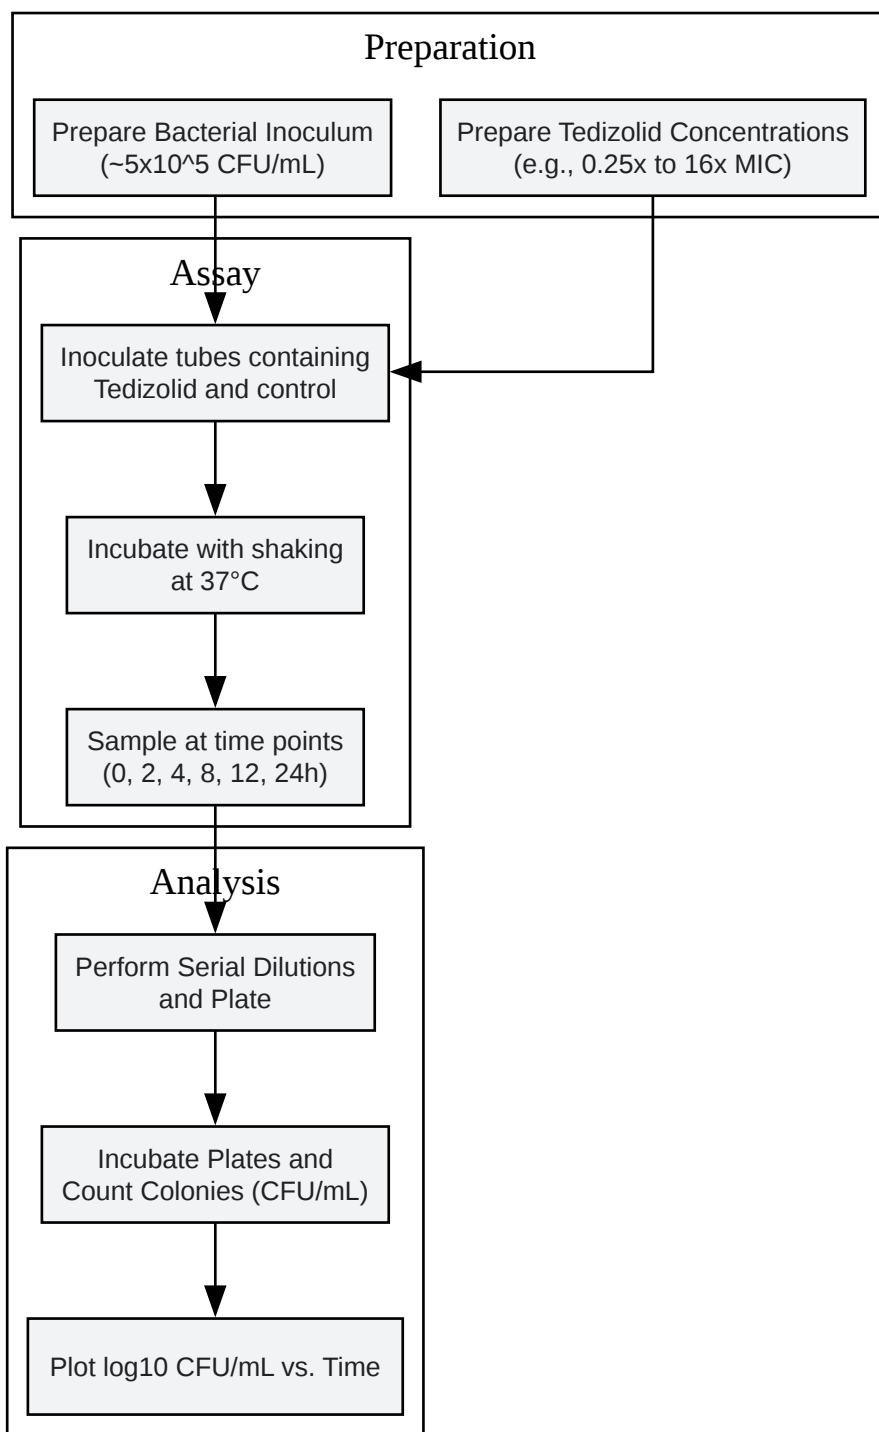 Preparation
Prepare Bacterial Inoculum
(~5x10^5 CFU/mL)
Prepare Tedizolid Concentrations
(e.g., 0.25x to 16x MIC)
Assay
Inoculate tubes containing
Tedizolid and control
Incubate with shaking
at 37°C
Sample at time points
(0, 2, 4, 8, 12, 24h)
Analysis
Perform Serial Dilutions
and Plate
Incubate Plates and
Count Colonies (CFU/mL)
Plot log10 CFU/mL vs. Time